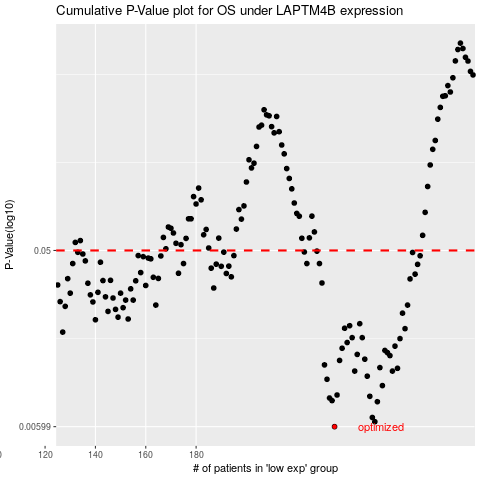 Cumulative P-Value plot for OS under LAPTM4B expression
P-Value(log10)
0.05
0.00599
optimized
0 120 140 160 180
# of patients in 'low exp' group